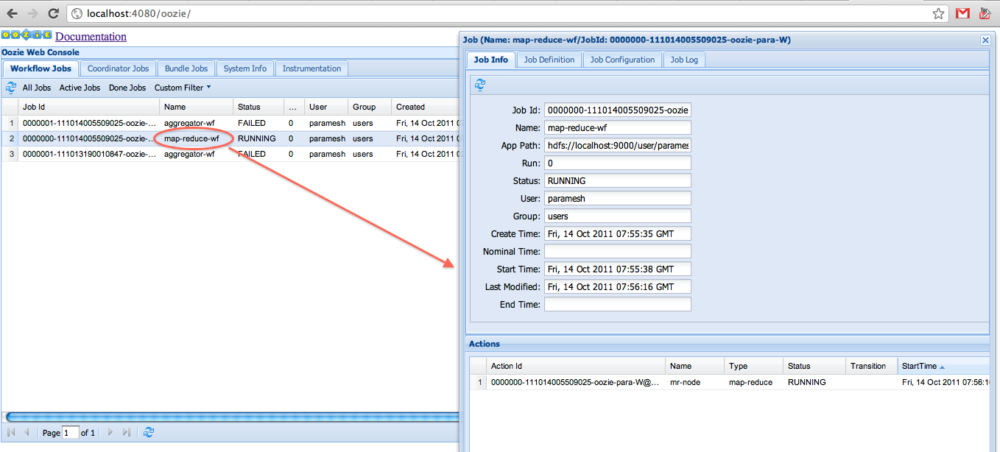 localhost:4080/oozie/
OOZIE Documentation
Oozie Web Console
Workflow Jobs Coordinator Jobs Bundle Jobs System Info Instrumentation
All Jobs Active Jobs Done Jobs Custom Filter
Job Id Name Status ... User Group Created
1 0000001-111014005509025-oozie-... aggregator-wf FAILED 0 paramesh users Fri, 14 Oct 2011
2 0000000-111014005509025-oozie-... map-reduce-wf RUNNING 0 paramesh users Fri, 14 Oct 2011
3 0000001-111013190010847-oozie-... aggregator-wf FAILED 0 paramesh users Fri, 14 Oct 2011
Page 1 of 1
Job (Name: map-reduce-wf/JobId: 0000000-111014005509025-oozie-para-W)
Job Info Job Definition Job Configuration Job Log
Job Id: 0000000-111014005509025-oozie
Name: map-reduce-wf
App Path: hdfs://localhost:9000/user/parames
Run: 0
Status: RUNNING
User: paramesh
Group: users
Create Time: Fri, 14 Oct 2011 07:55:35 GMT
Nominal Time:
Start Time: Fri, 14 Oct 2011 07:55:38 GMT
Last Modified: Fri, 14 Oct 2011 07:56:16 GMT
End Time:
Actions
Action Id Name Type Status Transition StartTime
1 0000000-111014005509025-oozie-para-W@... mr-node map-reduce RUNNING Fri, 14 Oct 2011 07:56:1